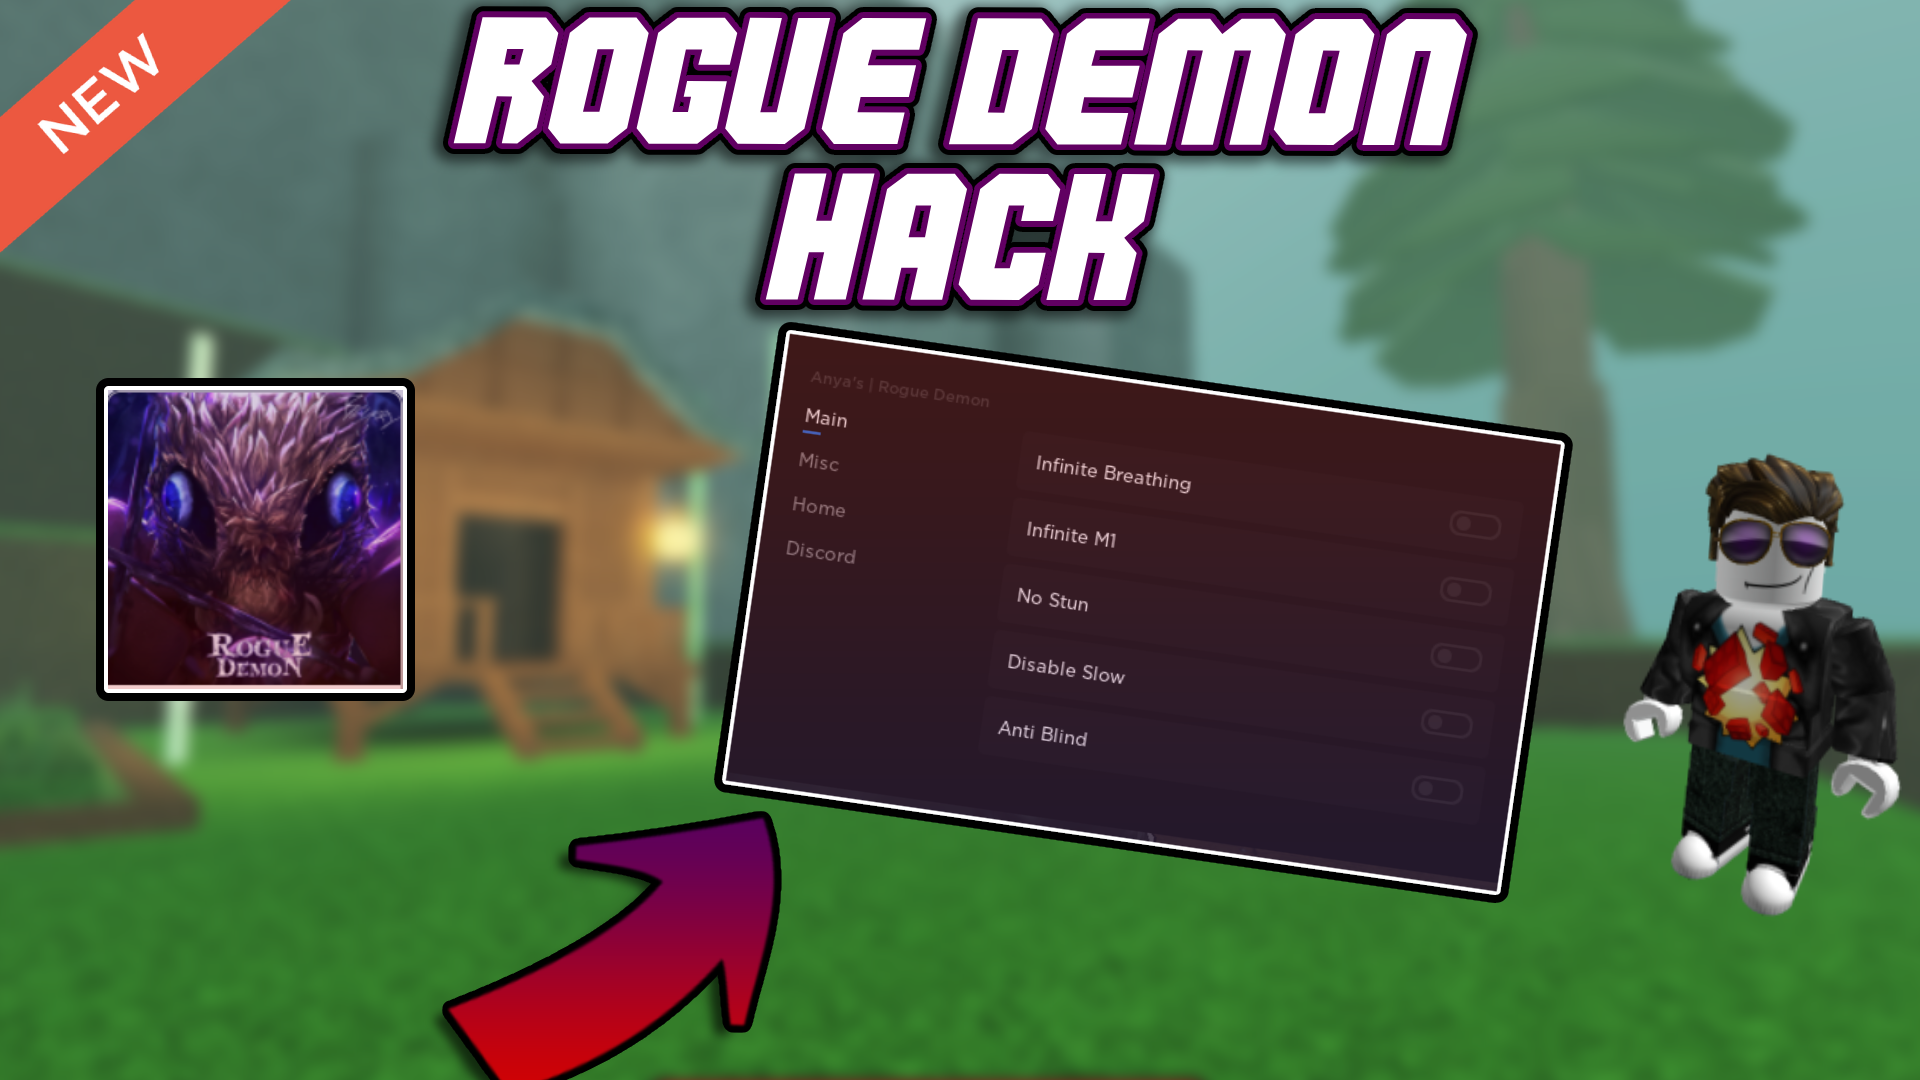 NEW
ROGUE DEMON
HACK
ROGUE
DEMON
Anya's | Rogue Demon
Main
Misc
Home
Discord
Infinite Breathing
Infinite M1
No Stun
Disable Slow
Anti Blind